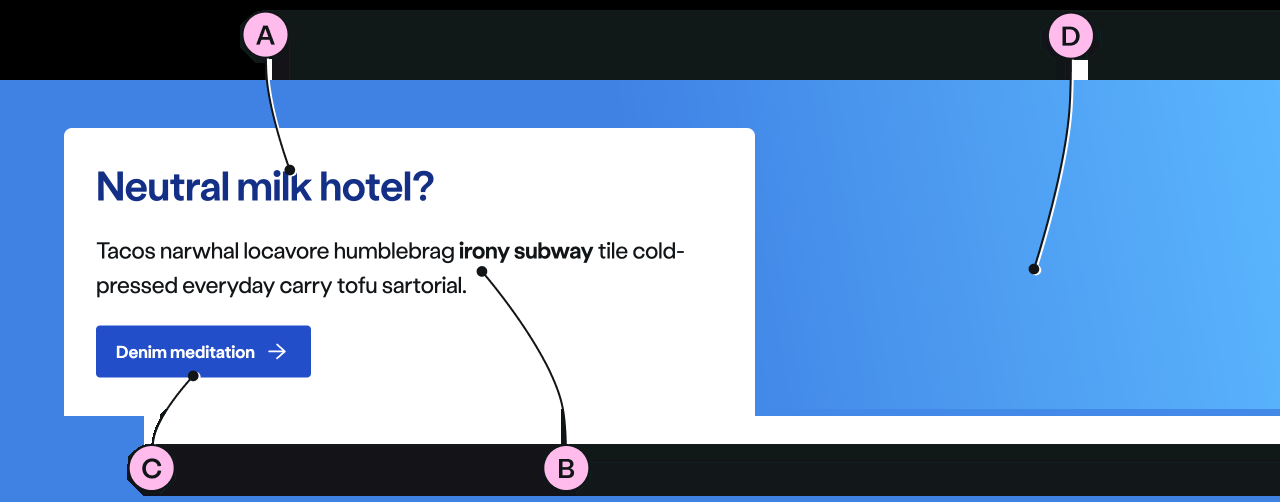 A
D
Neutral milk hotel?
Tacos narwhal locavore humblebrag irony subway tile cold-
pressed everyday carry tofu sartorial.
Denim meditation
C
B